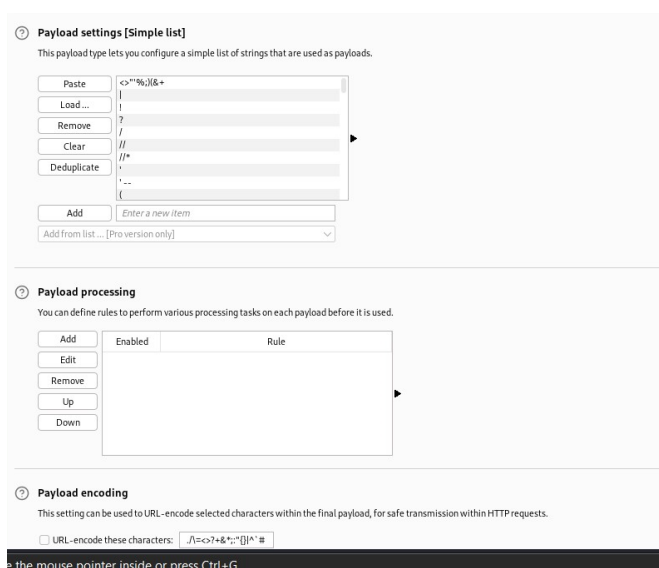 Payload settings [Simple list]
This payload type lets you configure a simple list of strings that are used as payloads.
Paste
<>"'%;)(&+
|
Load ...
!
Remove
?
/
Clear
//
//*
Deduplicate
'
' --
(
Add
Enter a new item
Add from list ... [Pro version only]
Payload processing
You can define rules to perform various processing tasks on each payload before it is used.
Add
Enabled Rule
Edit
Remove
Up
Down
Payload encoding
This setting can be used to URL-encode selected characters within the final payload, for safe transmission within HTTP requests.
URL-encode these characters: ./\=<>?+&*;:"{}|^`#
e the mouse pointer inside or press Ctrl+G.